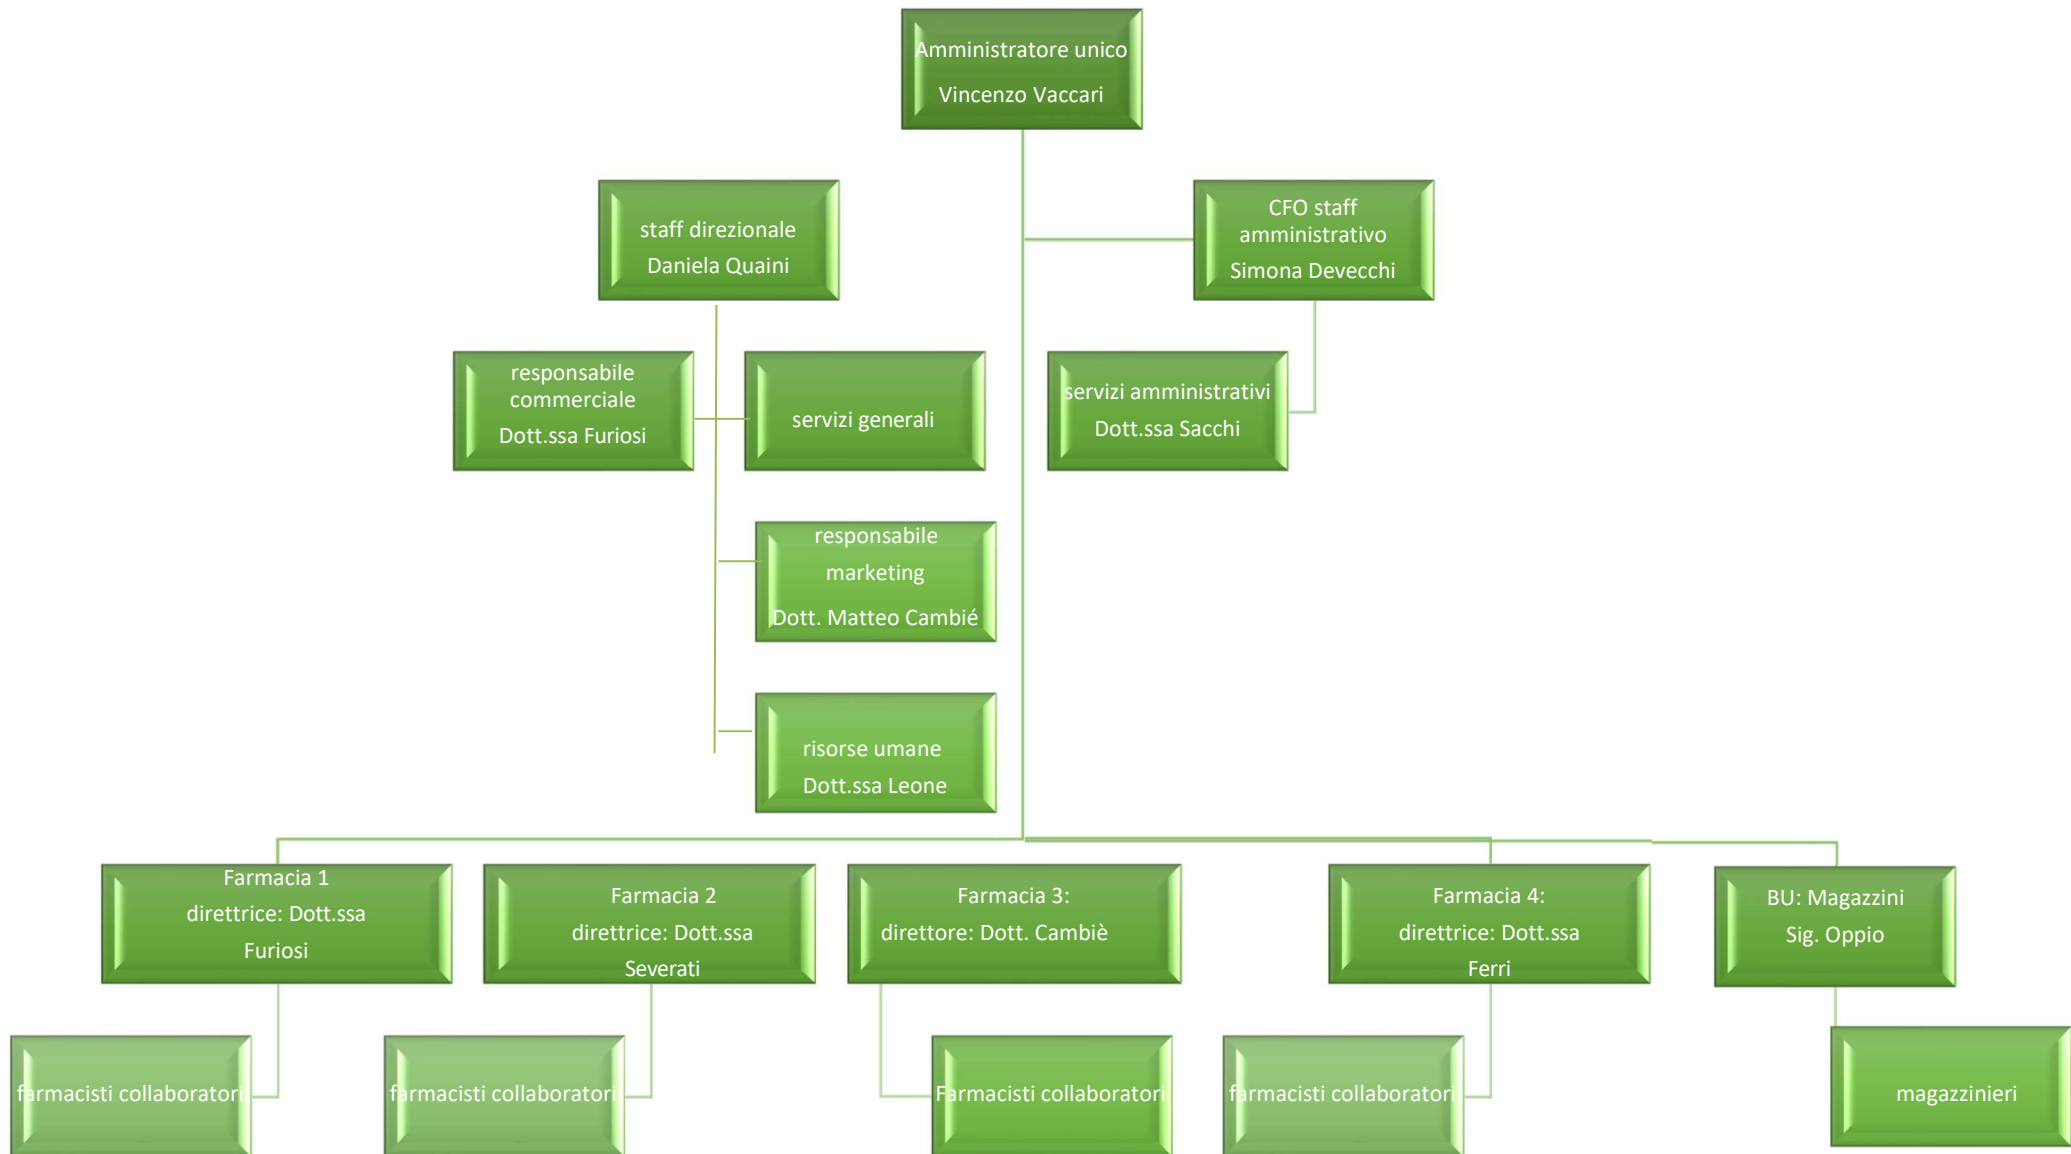 Amministratore unico
Vincenzo Vaccari
staff direzionale
Daniela Quaini
CFO staff
amministrativo
Simona Devecchi
responsabile
commerciale
Dott.ssa Furiosi
servizi generali
servizi amministrativi
Dott.ssa Sacchi
responsabile
marketing
Dott. Matteo Cambié
risorse umane
Dott.ssa Leone
Farmacia 1
direttrice: Dott.ssa
Furiosi
Farmacia 2
direttrice: Dott.ssa
Severati
Farmacia 3:
direttore: Dott. Cambiè
Farmacia 4:
direttrice: Dott.ssa
Ferri
BU: Magazzini
Sig. Oppio
farmacisti collaboratori
farmacisti collaboratori
Farmacisti collaboratori
farmacisti collaboratori
magazzinieri